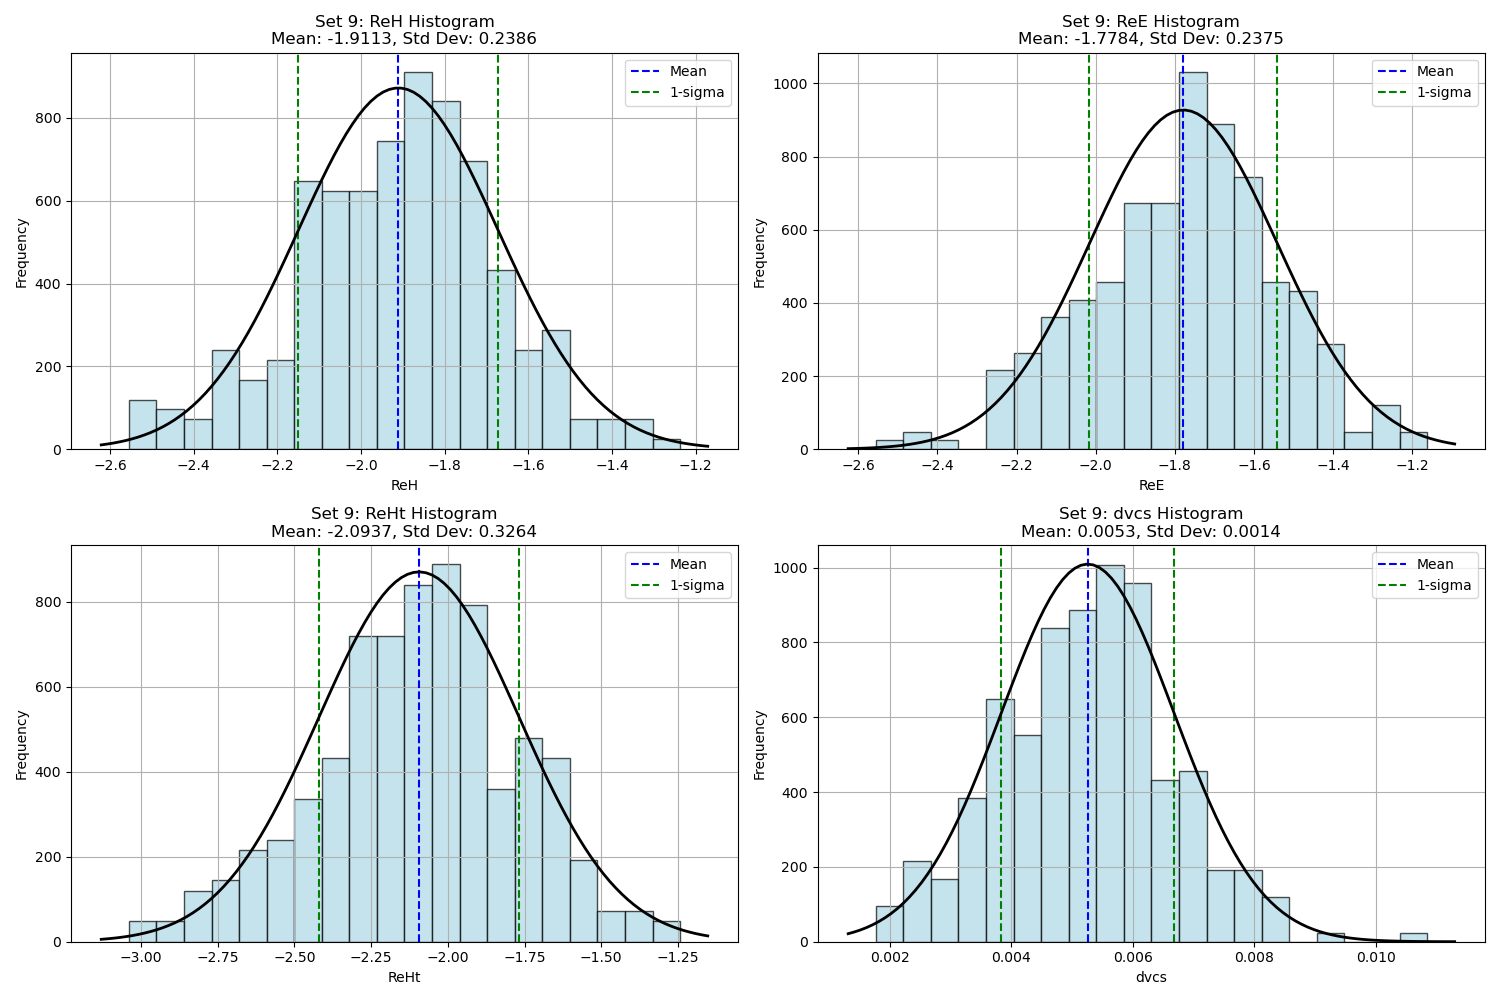 Set 9: ReH Histogram
Mean: -1.9113, Std Dev: 0.2386
Mean
1-sigma
Frequency
800
600
400
200
0
−2.6 −2.4 −2.2 −2.0 −1.8 −1.6 −1.4 −1.2
ReH
Set 9: ReE Histogram
Mean: -1.7784, Std Dev: 0.2375
Mean
1-sigma
Frequency
1000
800
600
400
200
0
−2.6 −2.4 −2.2 −2.0 −1.8 −1.6 −1.4 −1.2
ReE
Set 9: ReHt Histogram
Mean: -2.0937, Std Dev: 0.3264
Mean
1-sigma
Frequency
800
600
400
200
0
−3.00 −2.75 −2.50 −2.25 −2.00 −1.75 −1.50 −1.25
ReHt
Set 9: dvcs Histogram
Mean: 0.0053, Std Dev: 0.0014
Mean
1-sigma
Frequency
1000
800
600
400
200
0
0.002 0.004 0.006 0.008 0.010
dvcs